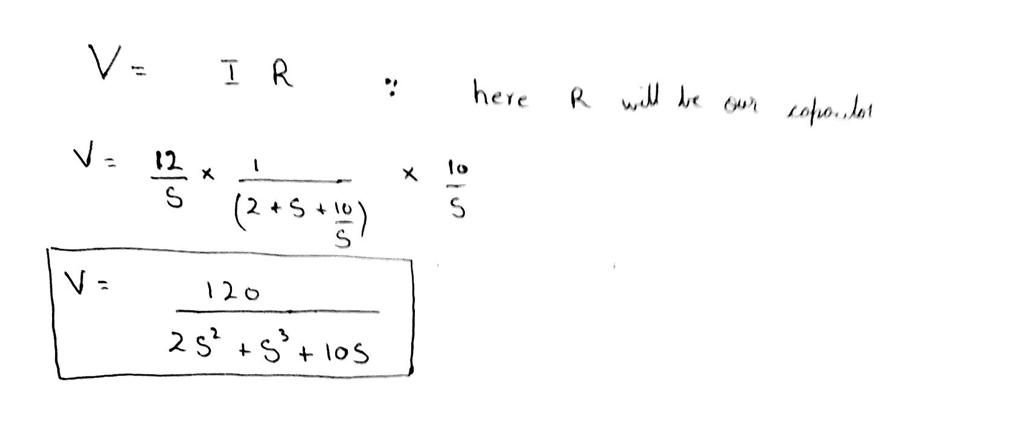 V = I R ∵ here R will be our
V = 12/S × 1/(2 + S + 10/S) × 10/S
V = 120/(2S² + S³ + 10S)